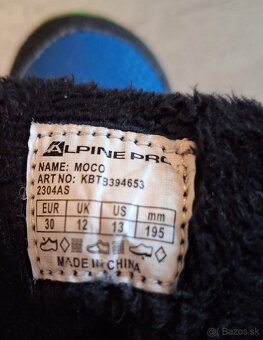 ALPINE PRO
NAME: MOCO
ART NO: KBTB394653
2304AS
EUR UK US mm
30 12 13 195
MADE IN CHINA
Bazos.sk